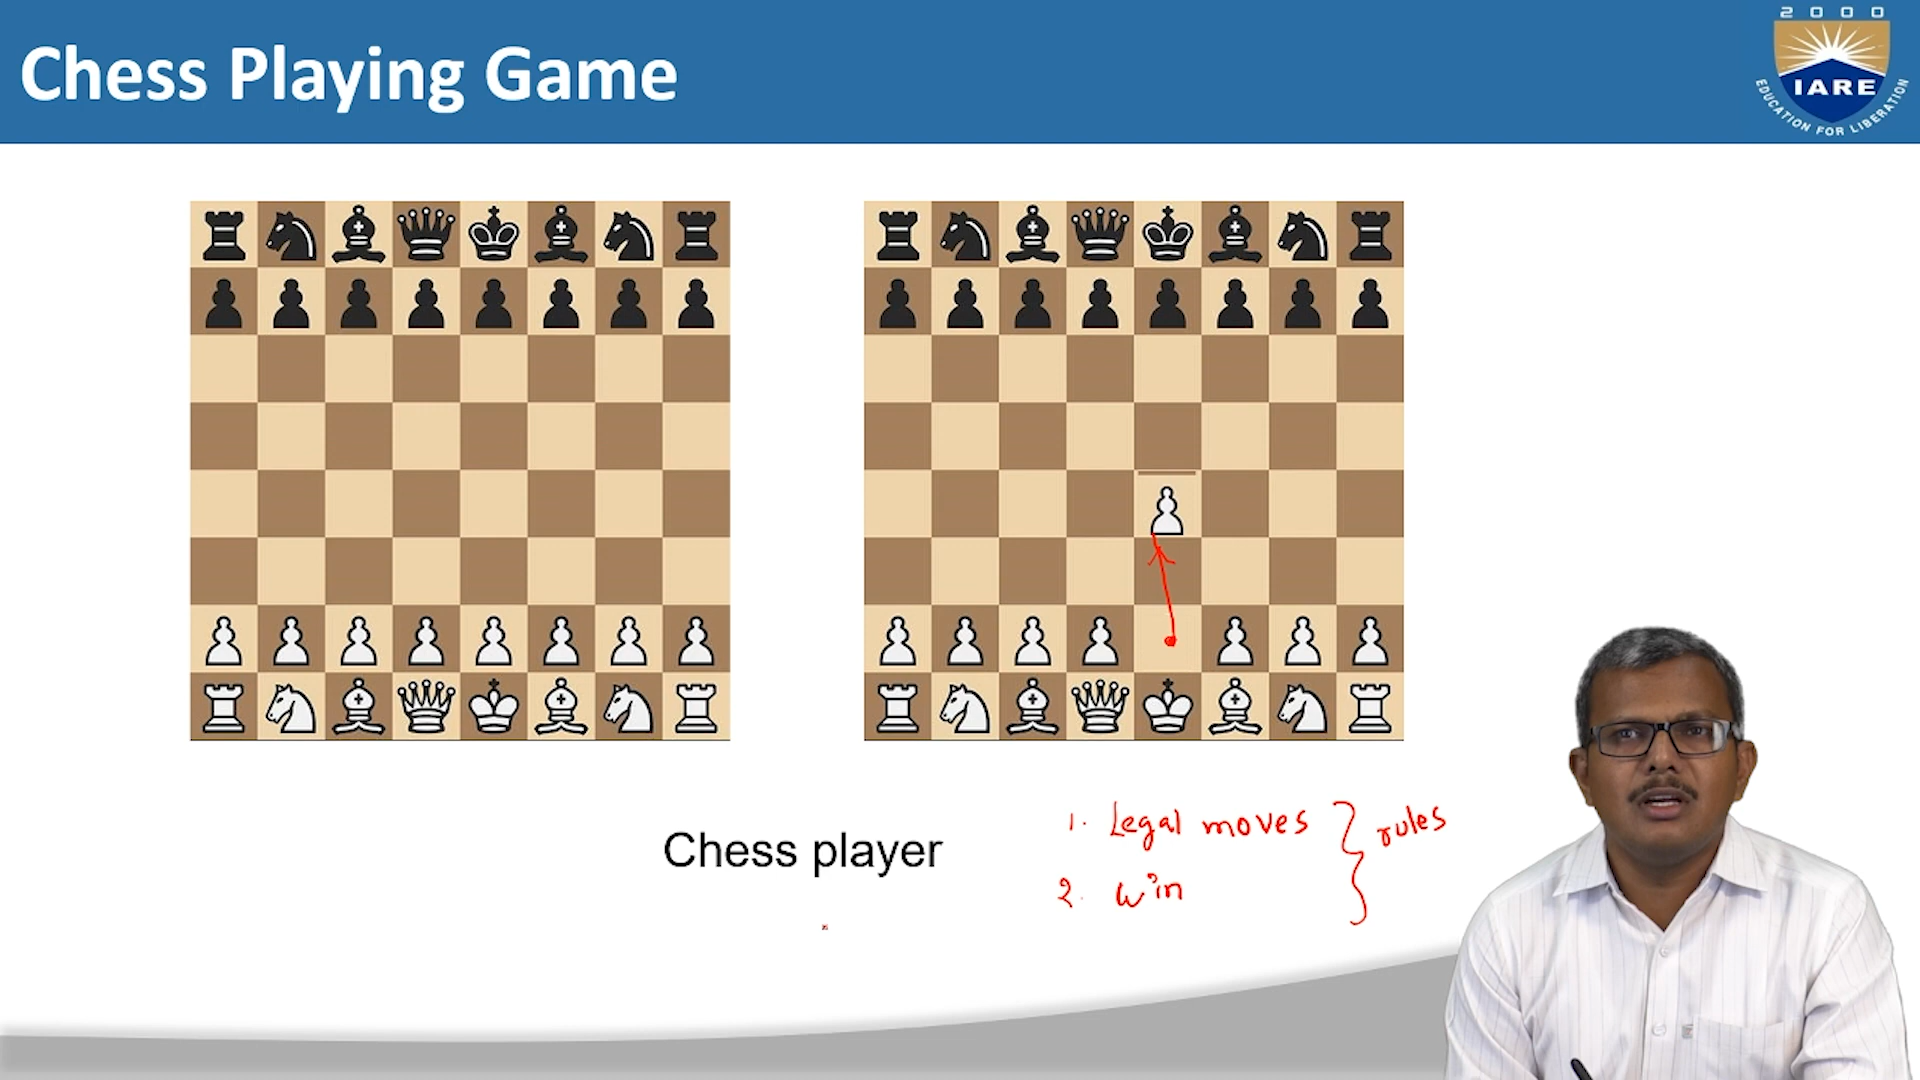 Chess Playing Game
2000
IARE
EDUCATION FOR LIBERATION
Chess player
1. Legal moves
2. Win
rules